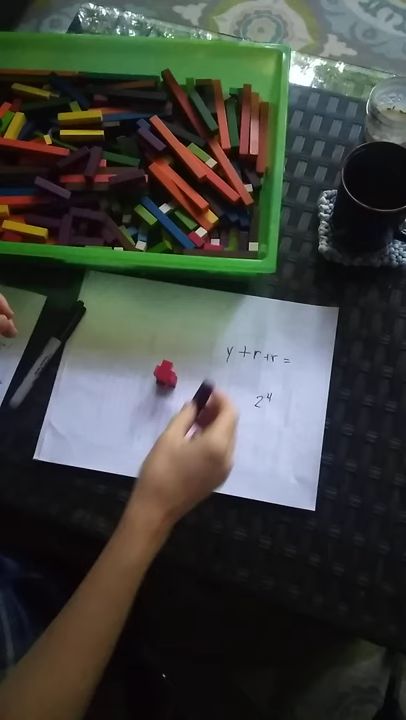 y + r + r =
2⁴